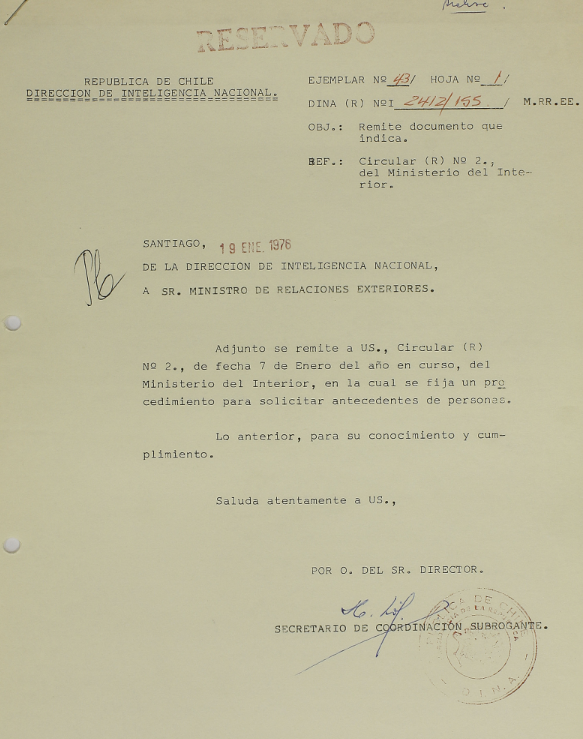 Archivo.
RESERVADO
REPUBLICA DE CHILE
DIRECCION DE INTELIGENCIA NACIONAL.
EJEMPLAR Nº 43/ HOJA Nº 1/
DINA (R) NºI 2412/155 / M.RR.EE.
OBJ.: Remite documento que
indica.
REF.: Circular (R) Nº 2.,
del Ministerio del Inte-
rior.
SANTIAGO, 19 ENE. 1976
DE LA DIRECCION DE INTELIGENCIA NACIONAL,
A SR. MINISTRO DE RELACIONES EXTERIORES.
Adjunto se remite a US., Circular (R)
Nº 2., de fecha 7 de Enero del año en curso, del
Ministerio del Interior, en la cual se fija un pro
cedimiento para solicitar antecedentes de personas.
Lo anterior, para su conocimiento y cum-
plimiento.
Saluda atentamente a US.,
POR O. DEL SR. DIRECTOR.
SECRETARIO DE COORDINACIÓN SUBROGANTE.
D.I.N.A.